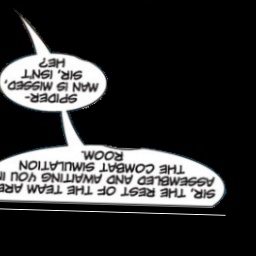 SIR, THE REST OF THE TEAM ARE
ASSEMBLED AND AWAITING YOU IN
THE COMBAT SIMULATION
ROOM.
SPIDER-
MAN IS MISSED,
SIR, ISN'T
HE?